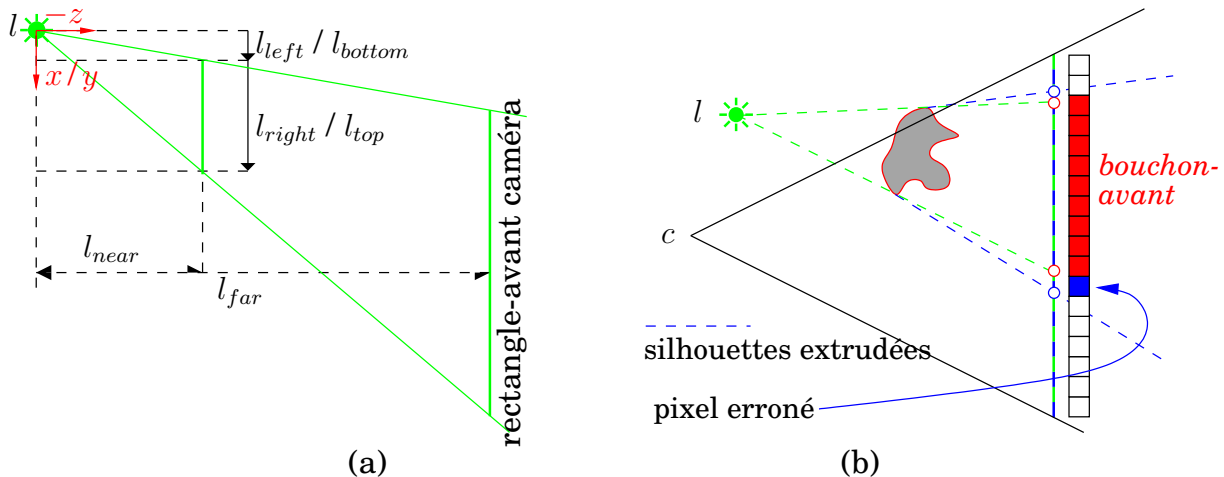 l
−z
x / y
l_left / l_bottom
l_right / l_top
l_near
l_far
rectangle-avant caméra
(a)
l
c
bouchon-
avant
silhouettes extrudées
pixel erroné
(b)